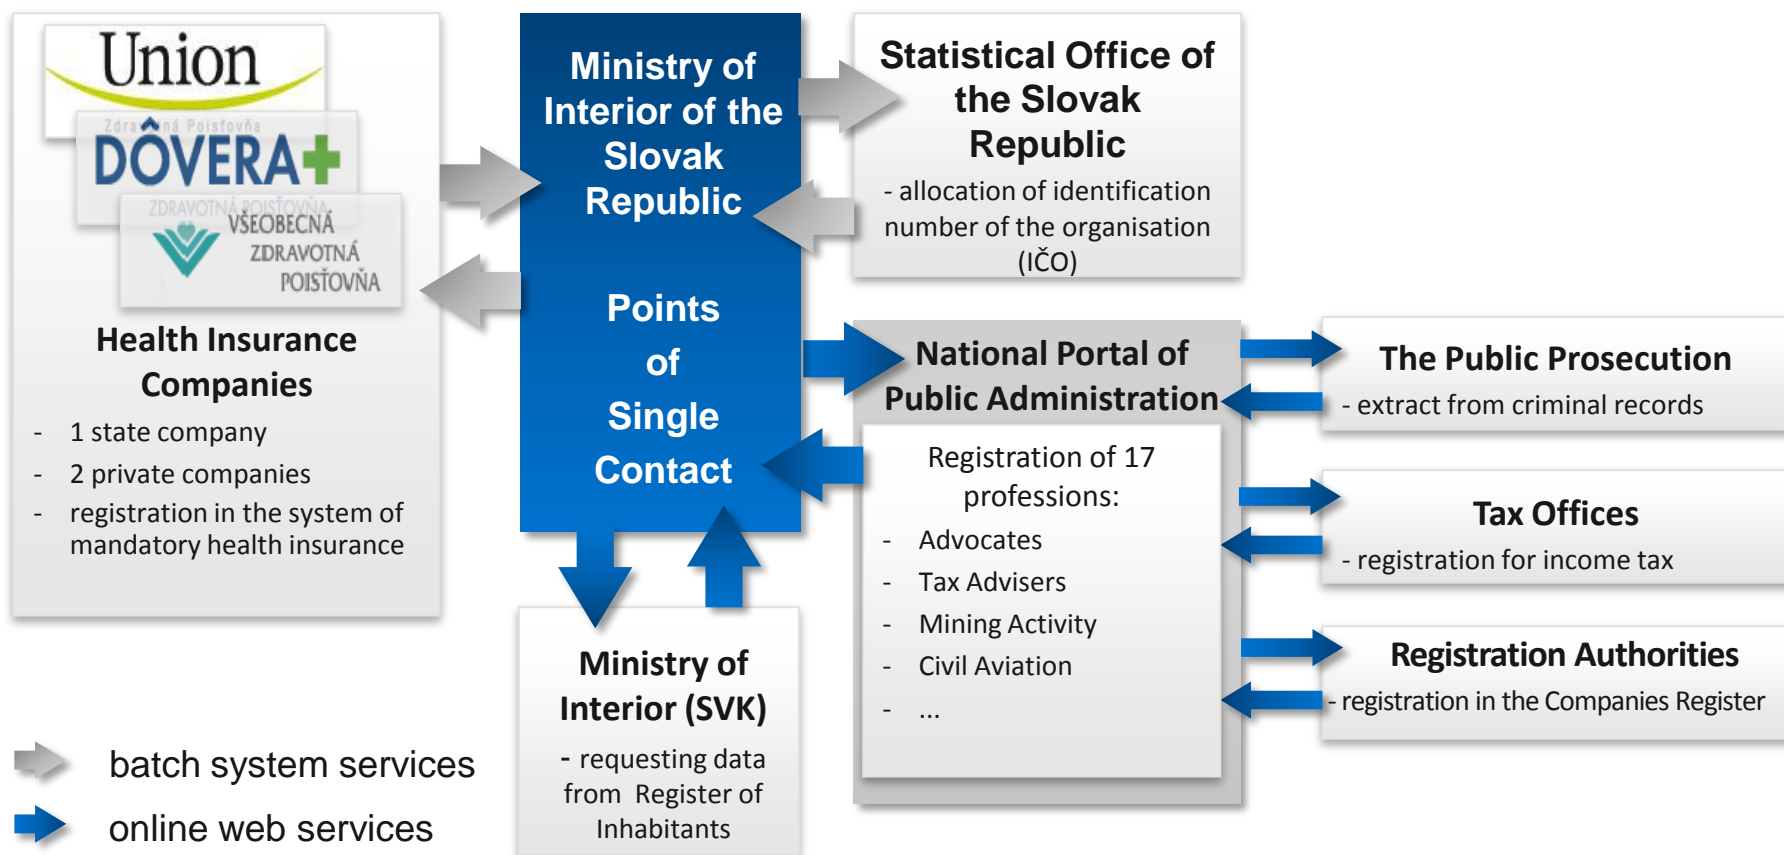 Union
Zdravotná Poisťovňa
DÔVERA
ZDRAVOTNÁ POISŤOVŇA
VŠEOBECNÁ
ZDRAVOTNÁ
POISŤOVŇA
Health Insurance
Companies
- 1 state company
- 2 private companies
- registration in the system of
mandatory health insurance
Ministry of
Interior of the
Slovak
Republic
Points
of
Single
Contact
Statistical Office of
the Slovak
Republic
- allocation of identification
number of the organisation
(IČO)
National Portal of
Public Administration
Registration of 17
professions:
- Advocates
- Tax Advisers
- Mining Activity
- Civil Aviation
- ...
The Public Prosecution
- extract from criminal records
Tax Offices
- registration for income tax
Registration Authorities
- registration in the Companies Register
Ministry of
Interior (SVK)
- requesting data
from Register of
Inhabitants
batch system services
online web services